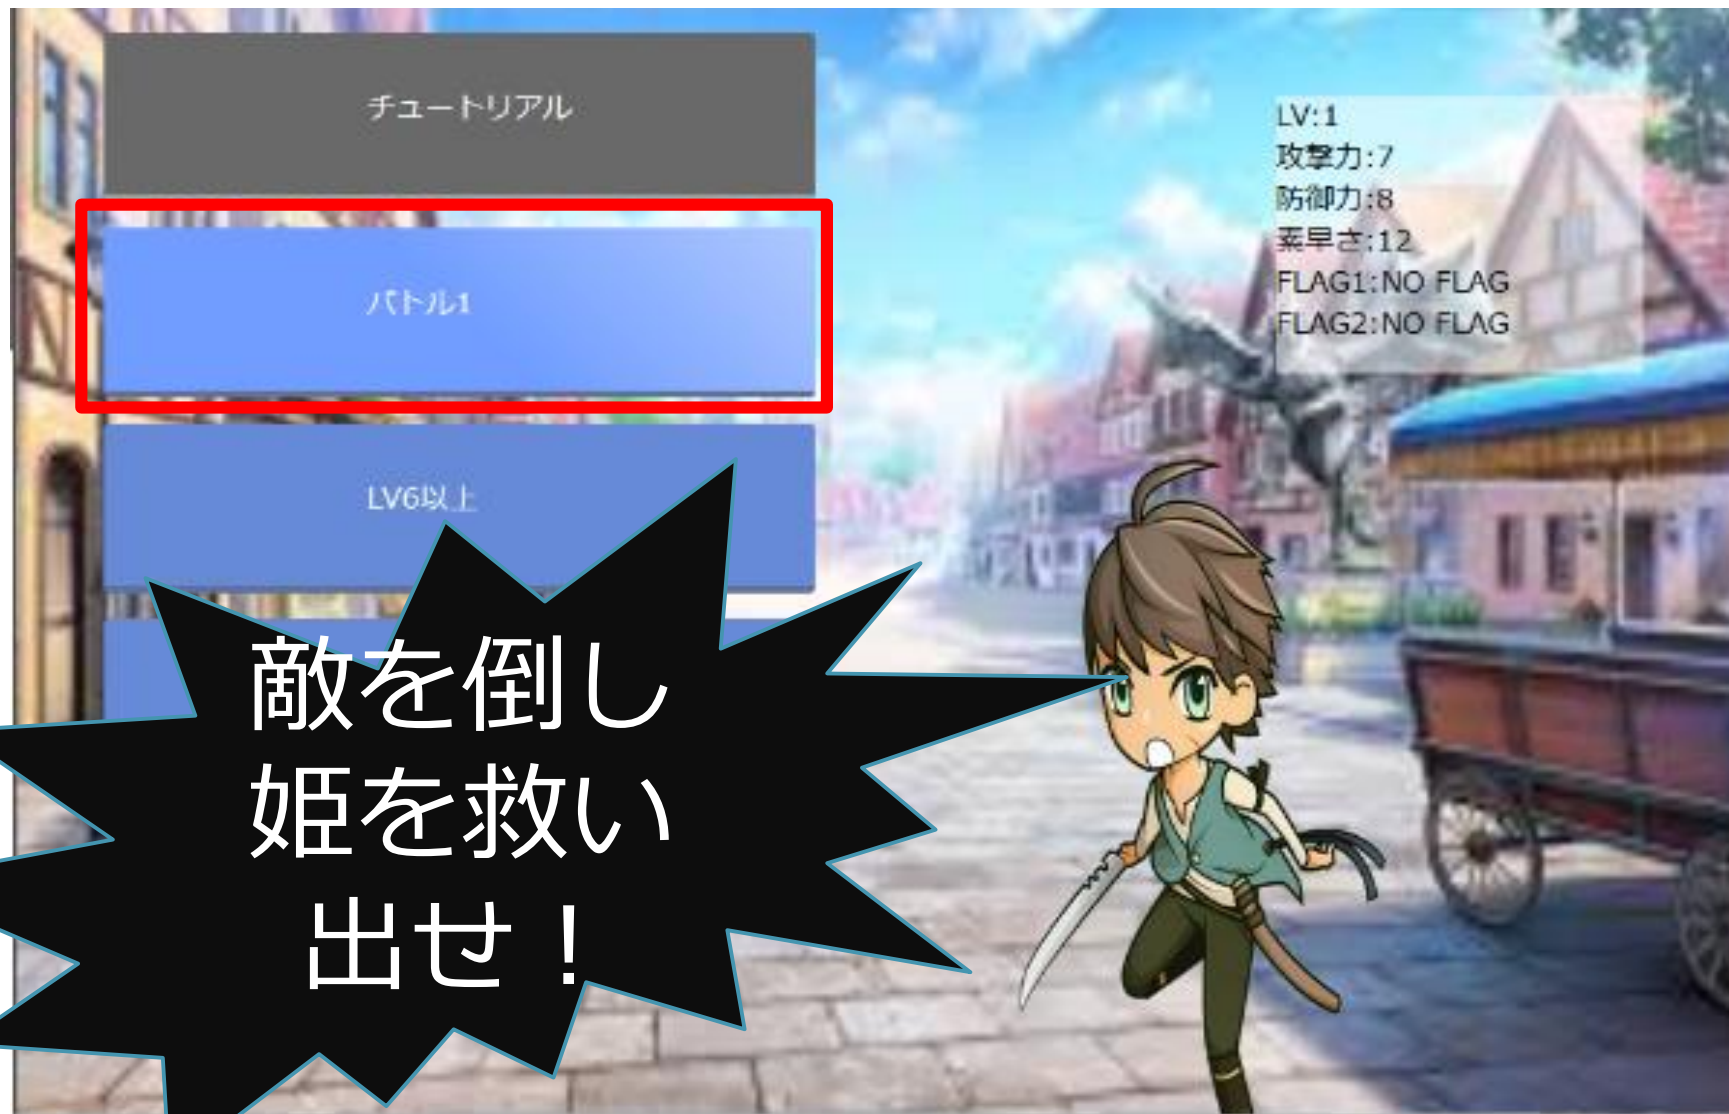 チュートリアル
バトル1
LV6以上
LV:1
攻撃力:7
防御力:8
素早さ:12
FLAG1:NO FLAG
FLAG2:NO FLAG
敵を倒し
姫を救い
出せ！